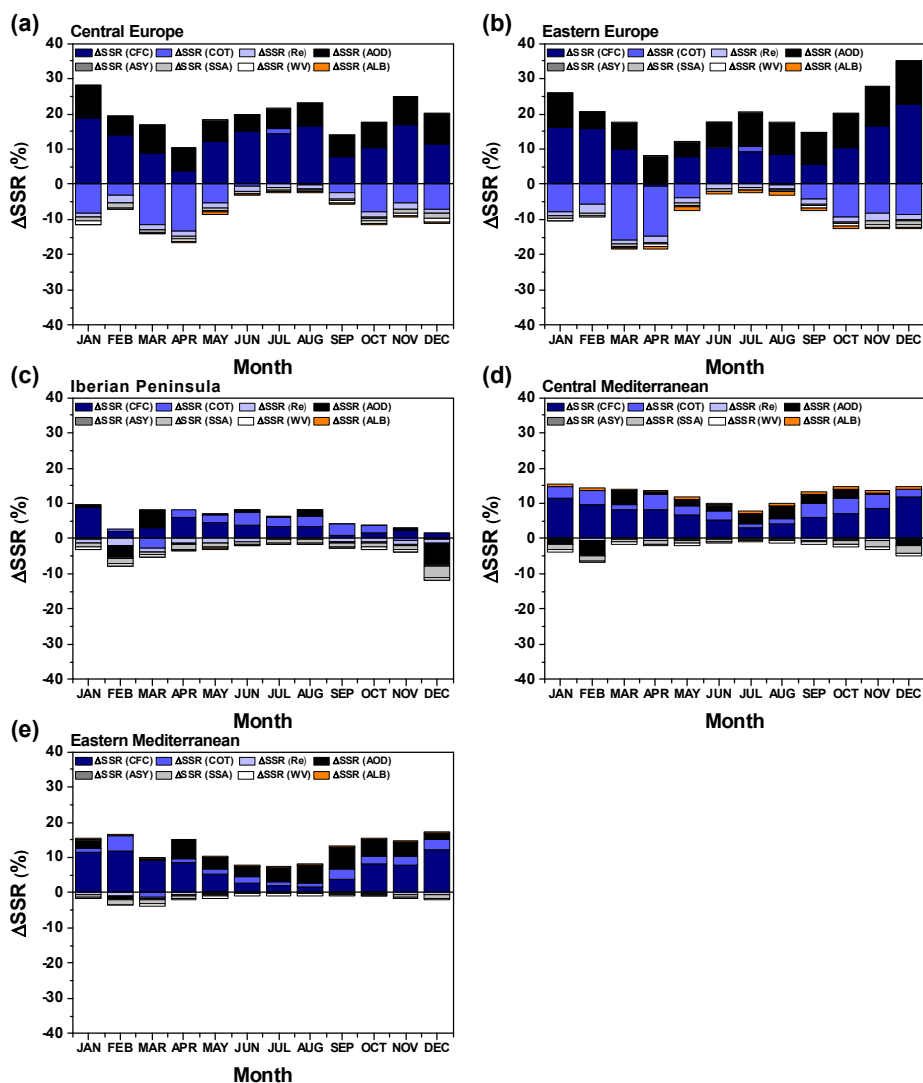 (a) Central Europe
ΔSSR (CFC) ΔSSR (COT) ΔSSR (Re) ΔSSR (AOD)
ΔSSR (ASY) ΔSSR (SSA) ΔSSR (WV) ΔSSR (ALB)
ΔSSR (%)
40
30
20
10
0
-10
-20
-30
-40
JAN FEB MAR APR MAY JUN JUL AUG SEP OCT NOV DEC
Month
(b) Eastern Europe
ΔSSR (CFC) ΔSSR (COT) ΔSSR (Re) ΔSSR (AOD)
ΔSSR (ASY) ΔSSR (SSA) ΔSSR (WV) ΔSSR (ALB)
ΔSSR (%)
40
30
20
10
0
-10
-20
-30
-40
JAN FEB MAR APR MAY JUN JUL AUG SEP OCT NOV DEC
Month
(c) Iberian Peninsula
ΔSSR (CFC) ΔSSR (COT) ΔSSR (Re) ΔSSR (AOD)
ΔSSR (ASY) ΔSSR (SSA) ΔSSR (WV) ΔSSR (ALB)
ΔSSR (%)
40
30
20
10
0
-10
-20
-30
-40
JAN FEB MAR APR MAY JUN JUL AUG SEP OCT NOV DEC
Month
(d) Central Mediterranean
ΔSSR (CFC) ΔSSR (COT) ΔSSR (Re) ΔSSR (AOD)
ΔSSR (ASY) ΔSSR (SSA) ΔSSR (WV) ΔSSR (ALB)
ΔSSR (%)
40
30
20
10
0
-10
-20
-30
-40
JAN FEB MAR APR MAY JUN JUL AUG SEP OCT NOV DEC
Month
(e) Eastern Mediterranean
ΔSSR (CFC) ΔSSR (COT) ΔSSR (Re) ΔSSR (AOD)
ΔSSR (ASY) ΔSSR (SSA) ΔSSR (WV) ΔSSR (ALB)
ΔSSR (%)
40
30
20
10
0
-10
-20
-30
-40
JAN FEB MAR APR MAY JUN JUL AUG SEP OCT NOV DEC
Month